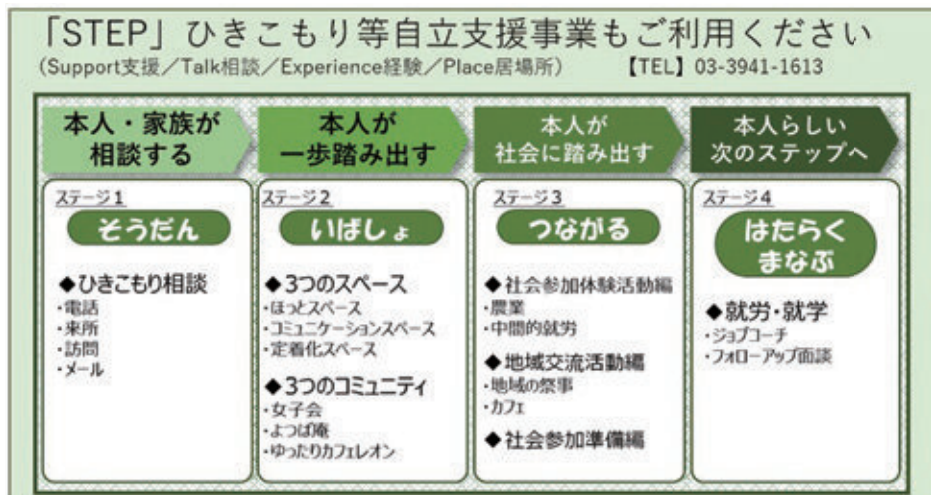 「STEP」ひきこもり等自立支援事業もご利用ください
(Support支援/Talk相談/Experience経験/Place居場所) 【TEL】03-3941-1613
本人・家族が
相談する
本人が
一歩踏み出す
本人が
社会に踏み出す
本人らしい
次のステップへ
ステージ1
そうだん
◆ひきこもり相談
・電話
・来所
・訪問
・メール
ステージ2
いばしょ
◆3つのスペース
・ほっとスペース
・コミュニケーションスペース
・定着化スペース
◆3つのコミュニティ
・女子会
・よつば庵
・ゆったりカフェレオン
ステージ3
つながる
◆社会参加体験活動編
・農業
・中間的就労
◆地域交流活動編
・地域の祭事
・カフェ
◆社会参加準備編
ステージ4
はたらく
まなぶ
◆就労・就学
・ジョブコーチ
・フォローアップ面談